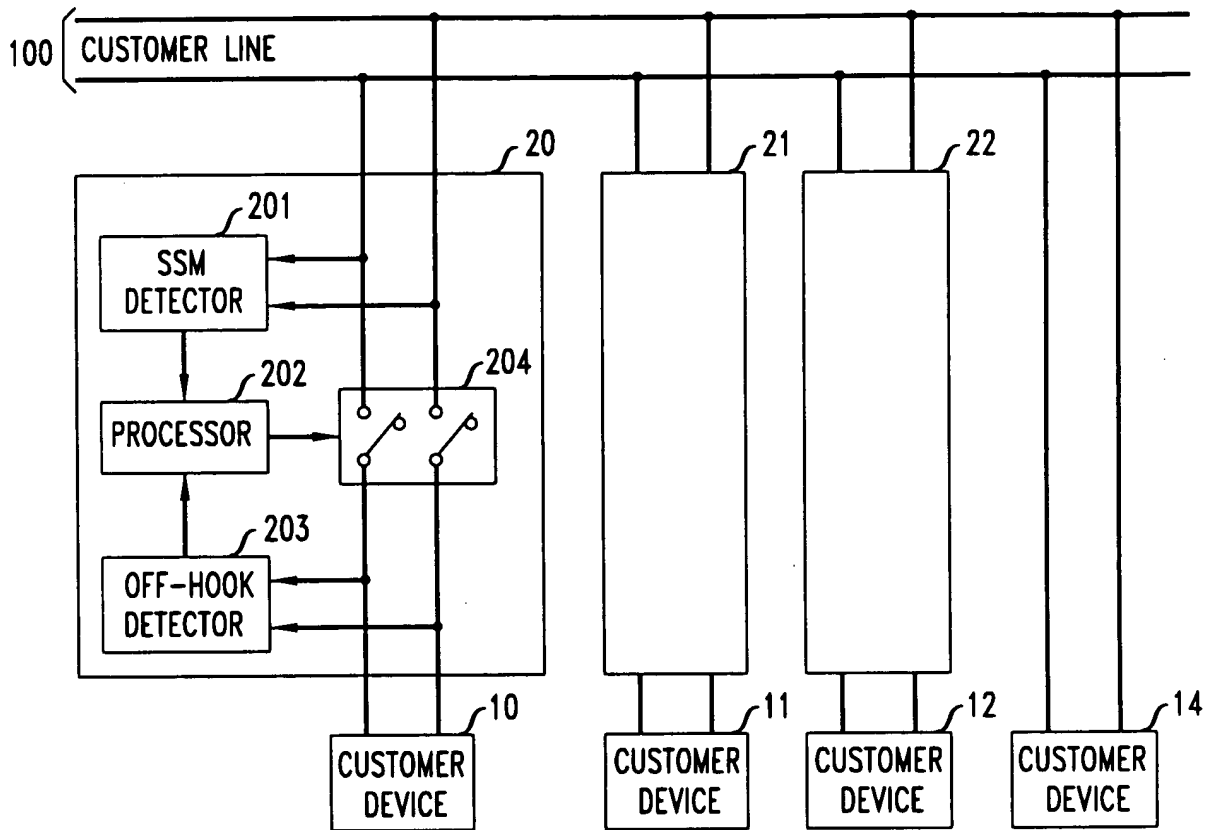 100 CUSTOMER LINE
20
21
22
201
SSM
DETECTOR
202
204
PROCESSOR
203
OFF-HOOK
DETECTOR
10
11
12
14
CUSTOMER
DEVICE
CUSTOMER
DEVICE
CUSTOMER
DEVICE
CUSTOMER
DEVICE